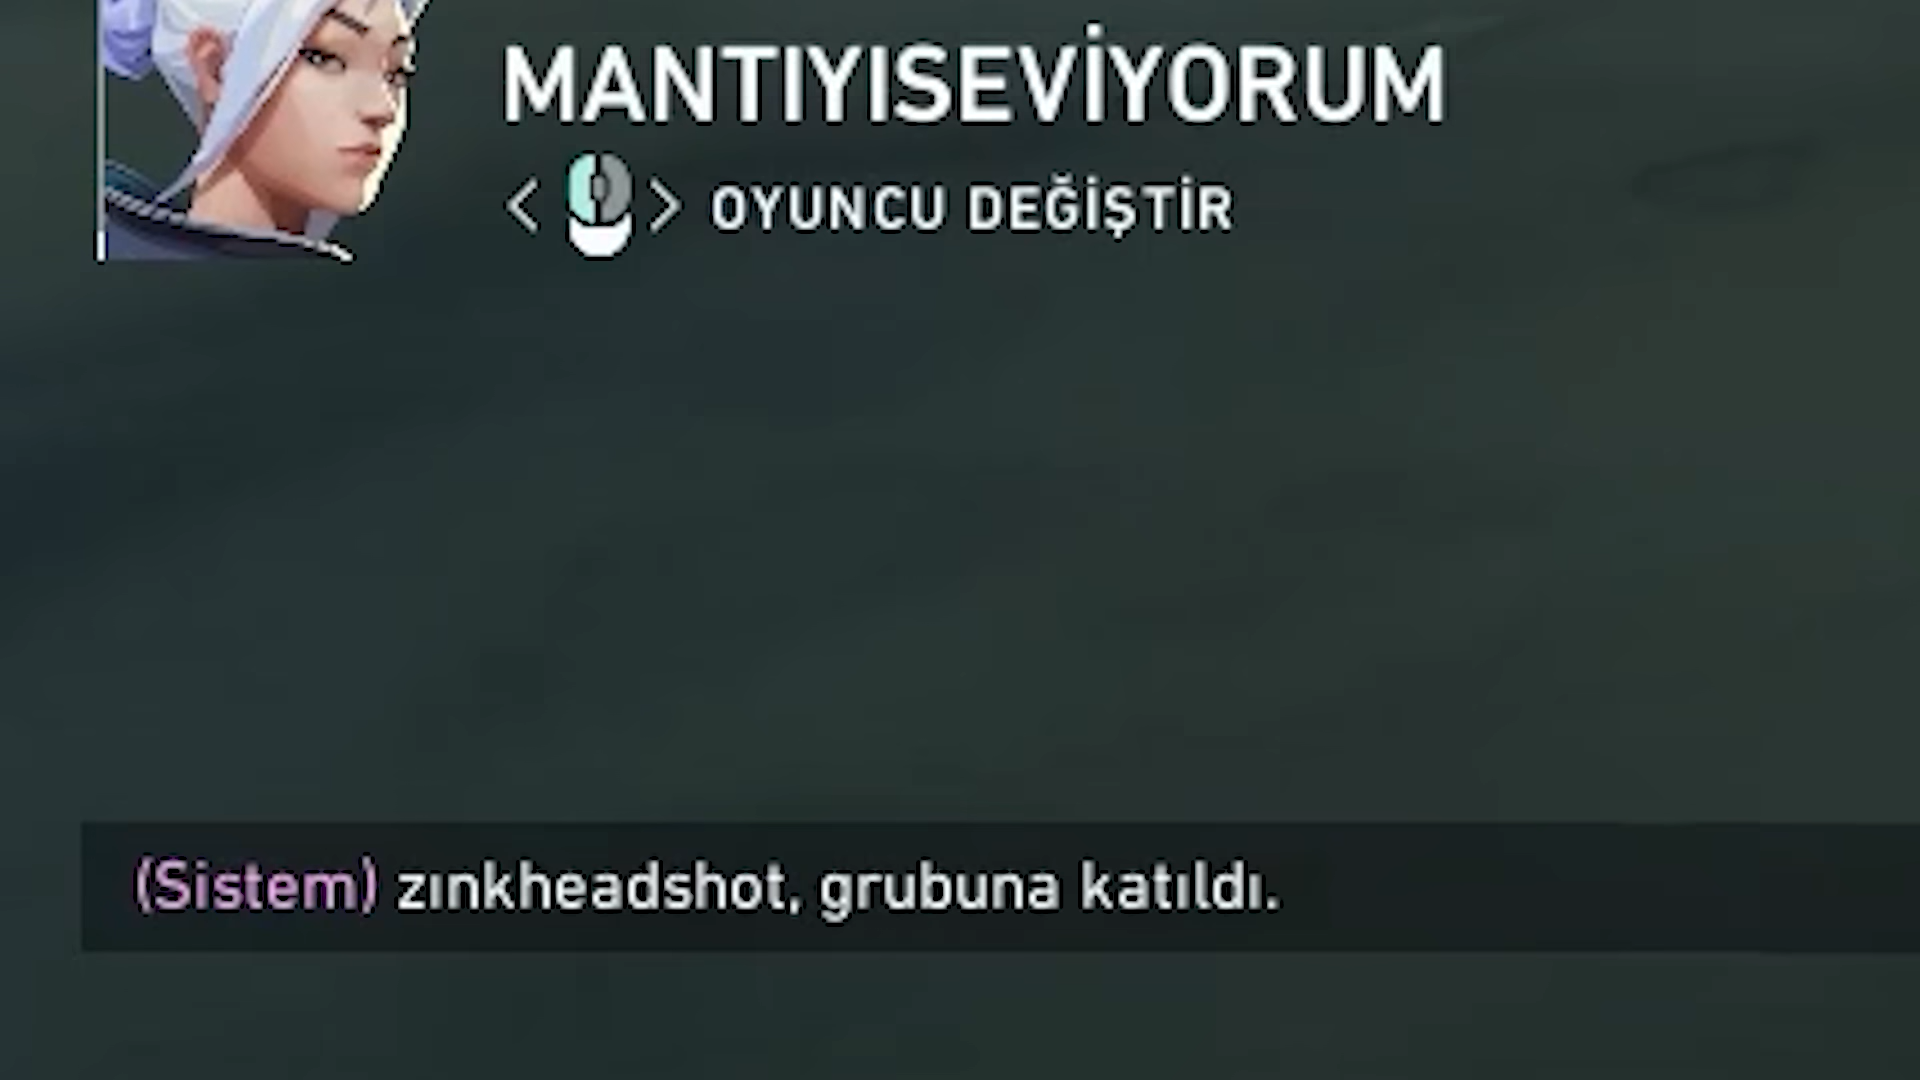 MANTIYISEVİYORUM
< > OYUNCU DEĞİŞTİR
(Sistem) zınkheadshot, grubuna katıldı.